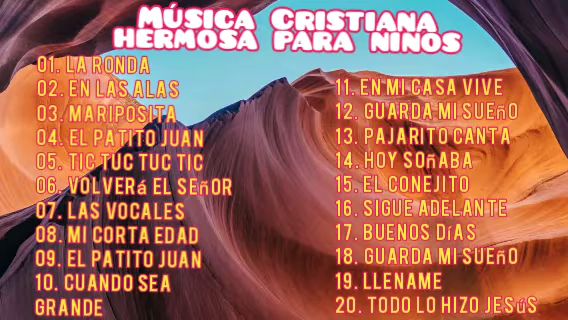 Música Cristiana
hermosa para ninos
01. La Ronda
02. En las alas
03. Mariposita
04. El patito Juan
05. Tic tuc tuc tic
06. Volverá el Señor
07. Las vocales
08. Mi corta edad
09. El patito Juan
10. Cuando sea
grande
11. En mi casa vive
12. Guarda mi sueño
13. Pajarito canta
14. Hoy soñaba
15. El conejito
16. Sigue adelante
17. Buenos días
18. Guarda mi sueño
19. Llename
20. Todo lo hizo Jesús